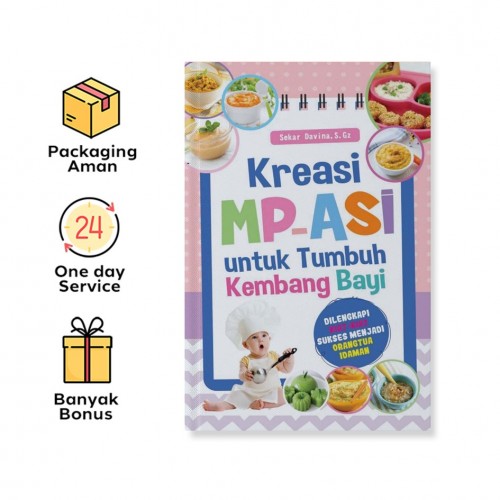 Packaging
Aman
24
One day
Service
Banyak
Bonus
Sekar Davina, S.Gz
Kreasi
MP-ASI
untuk Tumbuh
Kembang Bayi
DILENGKAPI
SUKSES MENJADI
ORANGTUA
IDAMAN